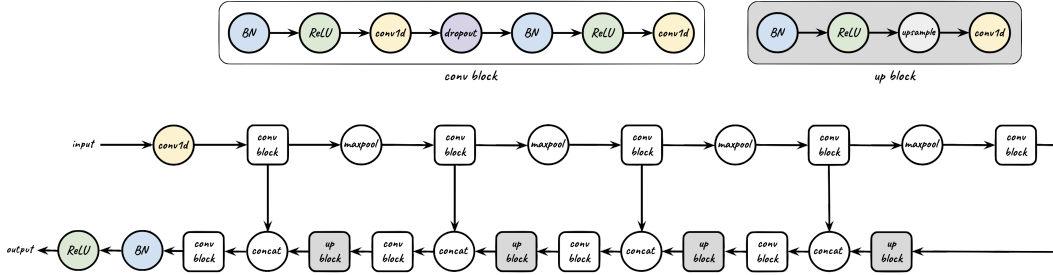 BN ReLU conv1d dropout BN ReLU conv1d
conv block
BN ReLU upsample conv1d
up block
input conv1d conv block maxpool conv block maxpool conv block maxpool conv block maxpool conv block
output ReLU BN conv block concat up block conv block concat up block conv block concat up block conv block concat up block